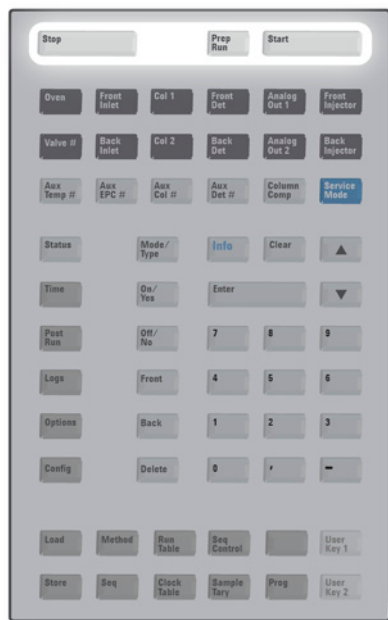 Stop Prep Run Start
Oven Front Inlet Col 1 Front Det Analog Out 1 Front Injector
Valve # Back Inlet Col 2 Back Det Analog Out 2 Back Injector
Aux Temp # Aux EPC # Aux Col # Aux Det # Column Comp Service Mode
Status Mode/Type Info Clear ▲
Time On/Yes Enter ▼
Post Run Off/No 7 8 9
Logs Front 4 5 6
Options Back 1 2 3
Config Delete 0 , -
Load Method Run Table Seq Control User Key 1
Store Seq Clock Table Sample Tary Prog User Key 2